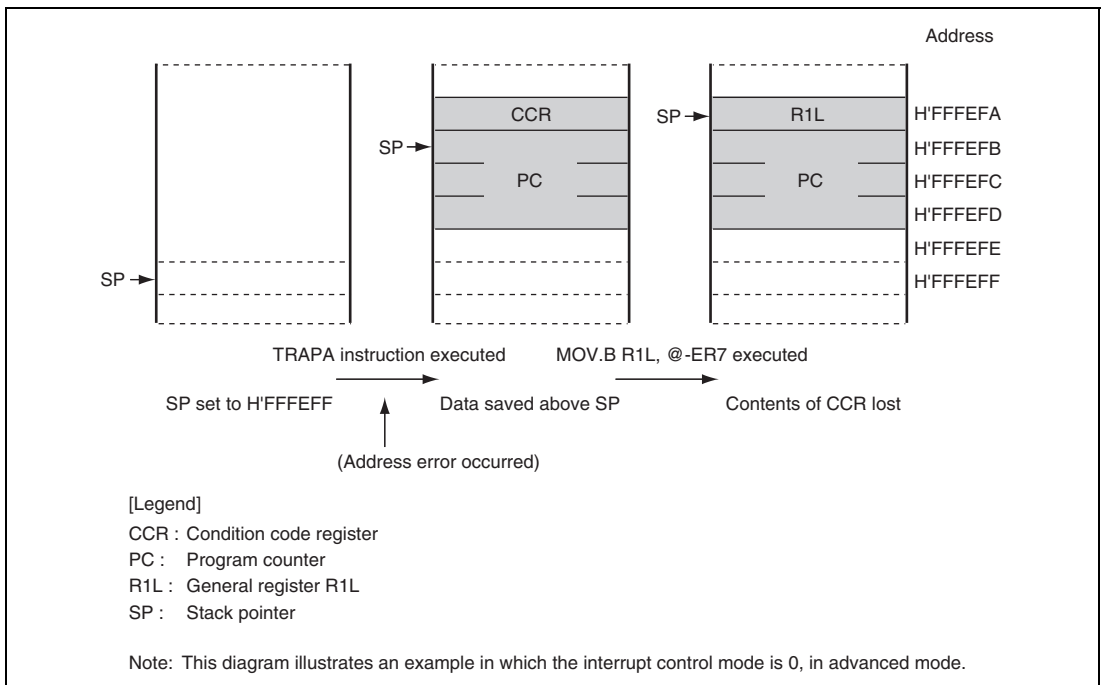 Address
CCR
SP
R1L
H'FFFEFA
SP
H'FFFEFB
PC
PC
H'FFFEFC
H'FFFEFD
H'FFFEFE
SP
H'FFFEFF
TRAPA instruction executed
MOV.B R1L, @-ER7 executed
SP set to H'FFFEFF
Data saved above SP
Contents of CCR lost
(Address error occurred)
[Legend]
CCR : Condition code register
PC : Program counter
R1L : General register R1L
SP : Stack pointer
Note: This diagram illustrates an example in which the interrupt control mode is 0, in advanced mode.